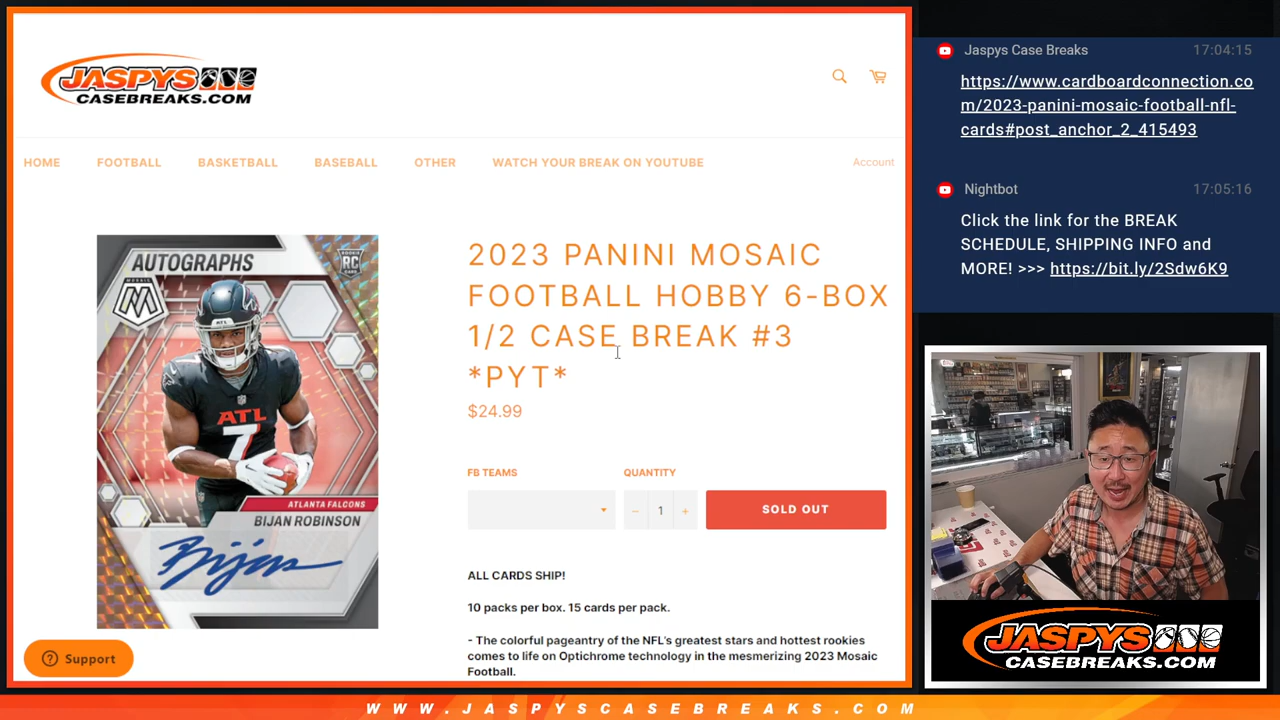 JASPYS
CASEBREAKS.COM
HOME FOOTBALL BASKETBALL BASEBALL OTHER WATCH YOUR BREAK ON YOUTUBE Account
AUTOGRAPHS
RC
MOSAIC
M
ATL
7
ATLANTA FALCONS
BIJAN ROBINSON
2023 PANINI MOSAIC
FOOTBALL HOBBY 6-BOX
1/2 CASE BREAK #3
*PYT*
$24.99
FB TEAMS QUANTITY
− 1 +
SOLD OUT
ALL CARDS SHIP!
10 packs per box. 15 cards per pack.
- The colorful pageantry of the NFL's greatest stars and hottest rookies
comes to life on Optichrome technology in the mesmerizing 2023 Mosaic
Football.
Support
Jaspys Case Breaks 17:04:15
https://www.cardboardconnection.co
m/2023-panini-mosaic-football-nfl-
cards#post_anchor_2_415493
Nightbot 17:05:16
Click the link for the BREAK
SCHEDULE, SHIPPING INFO and
MORE! >>> https://bit.ly/2Sdw6K9
JASPYS
CASEBREAKS.COM
WWW.JASPYSCASEBREAKS.COM